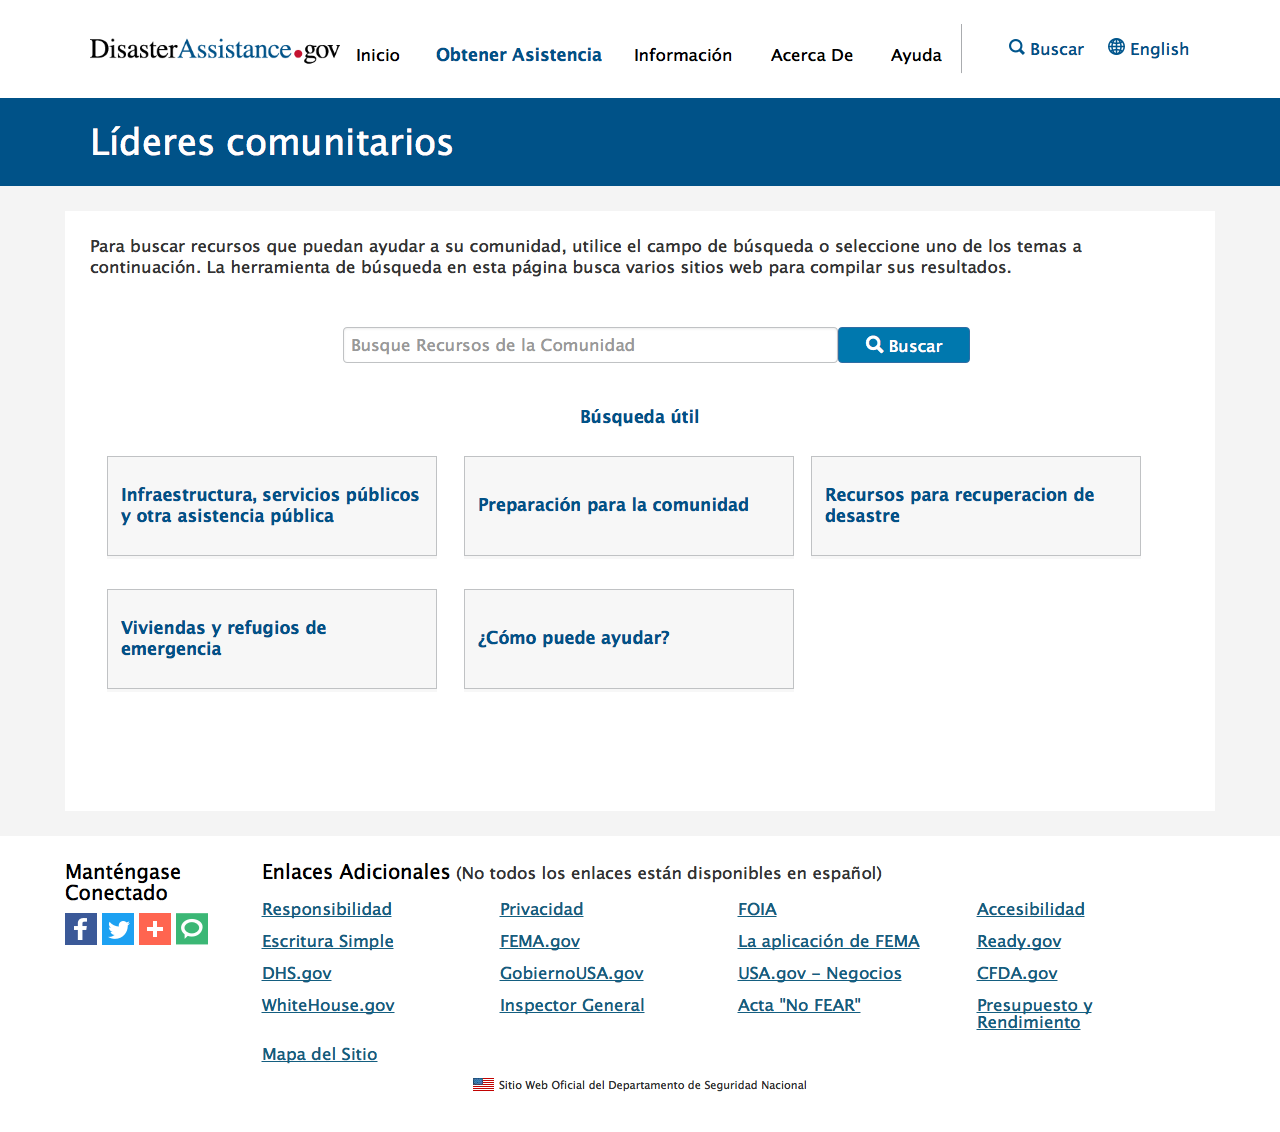 DisasterAssistance.gov
Inicio
Obtener Asistencia
Información
Acerca De
Ayuda
Buscar
English
Líderes comunitarios
Para buscar recursos que puedan ayudar a su comunidad, utilice el campo de búsqueda o seleccione uno de los temas a
continuación. La herramienta de búsqueda en esta página busca varios sitios web para compilar sus resultados.
Busque Recursos de la Comunidad
Buscar
Búsqueda útil
Infraestructura, servicios públicos
y otra asistencia pública
Preparación para la comunidad
Recursos para recuperacion de
desastre
Viviendas y refugios de
emergencia
¿Cómo puede ayudar?
Manténgase
Conectado
Enlaces Adicionales (No todos los enlaces están disponibles en español)
Responsibilidad
Privacidad
FOIA
Accesibilidad
Escritura Simple
FEMA.gov
La aplicación de FEMA
Ready.gov
DHS.gov
GobiernoUSA.gov
USA.gov – Negocios
CFDA.gov
WhiteHouse.gov
Inspector General
Acta "No FEAR"
Presupuesto y
Rendimiento
Mapa del Sitio
Sitio Web Oficial del Departamento de Seguridad Nacional